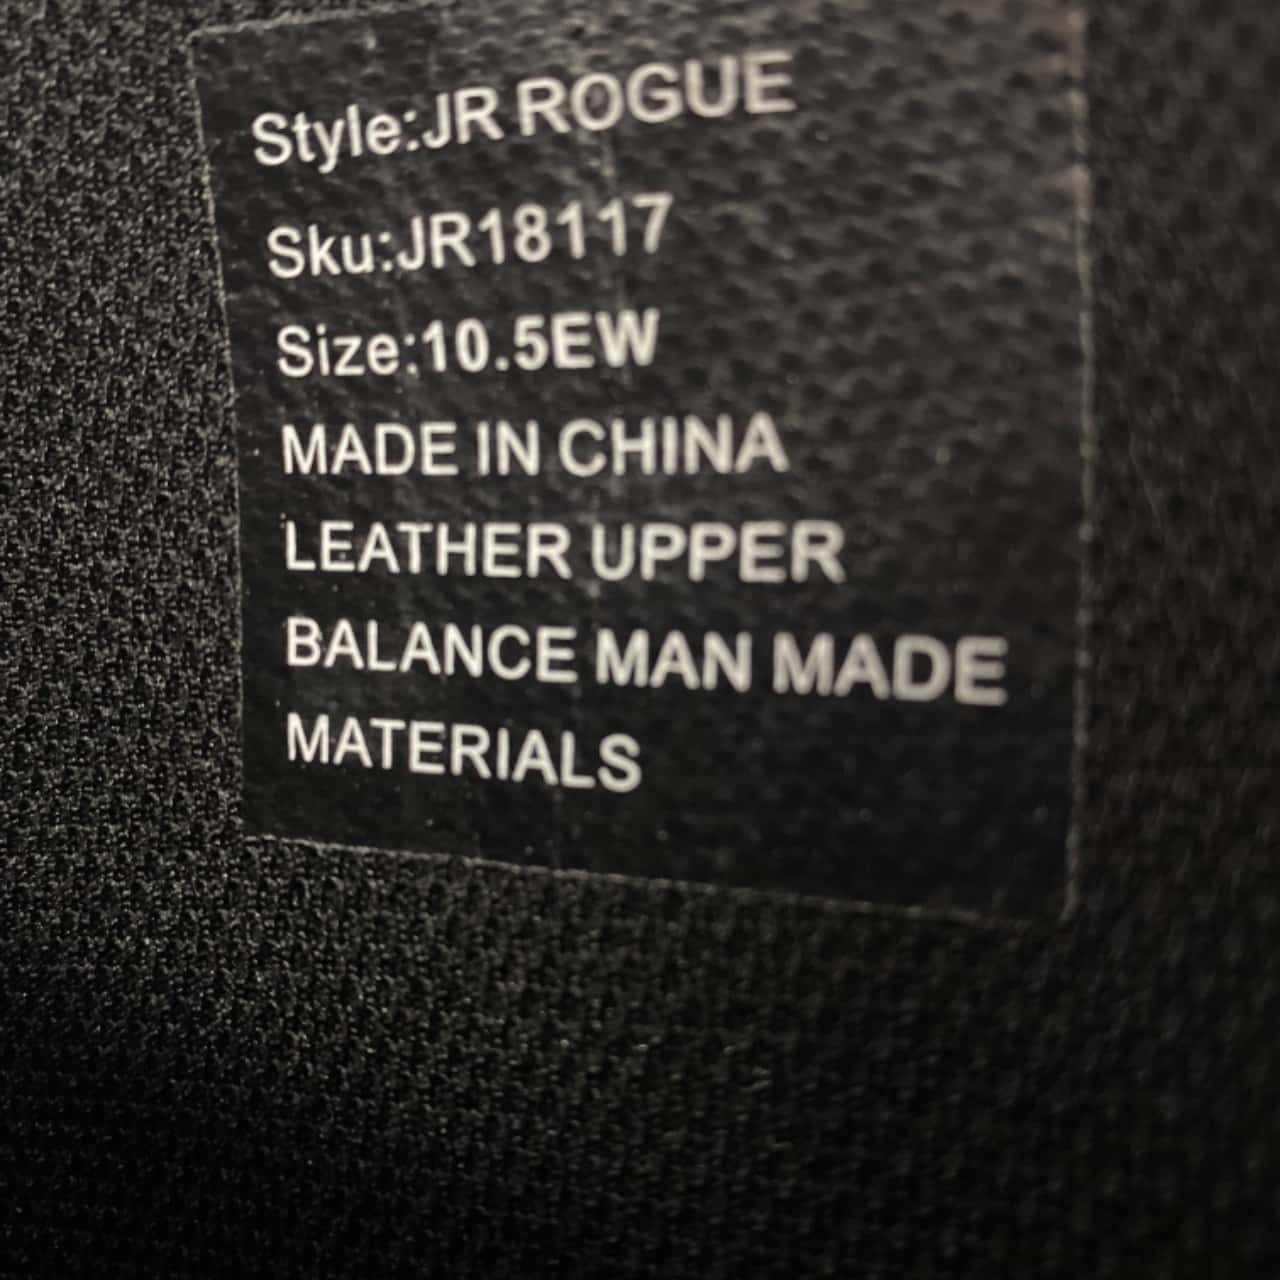 Style:JR ROGUE
Sku:JR18117
Size:10.5EW
MADE IN CHINA
LEATHER UPPER
BALANCE MAN MADE
MATERIALS